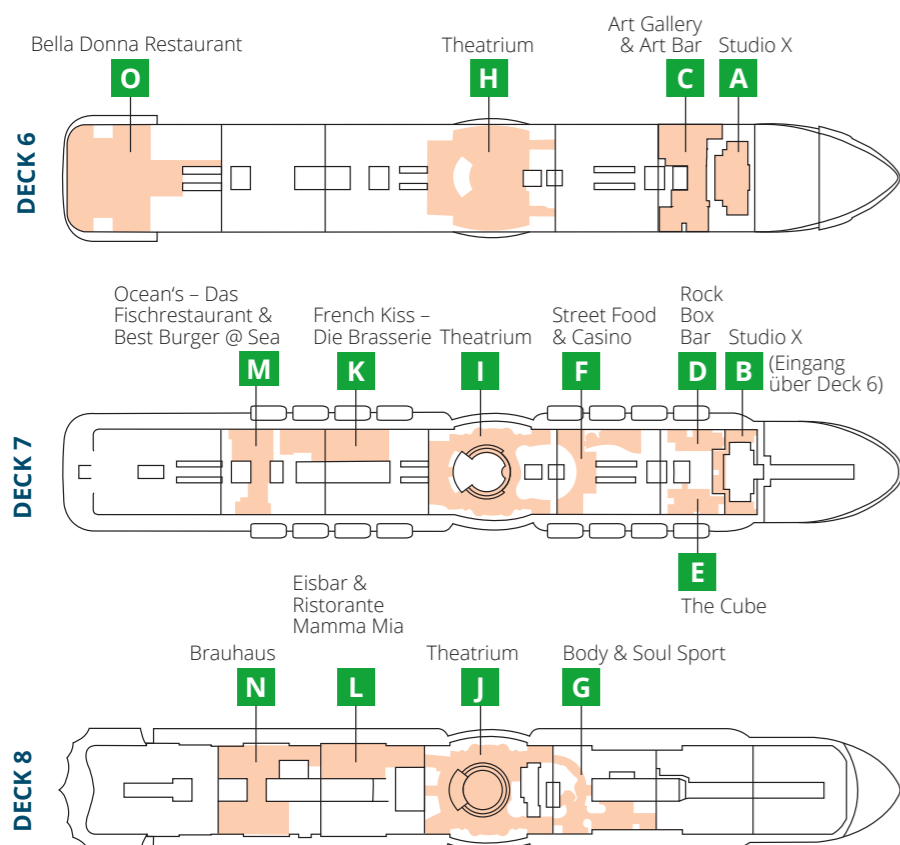 Bella Donna Restaurant
O
Theatrium
H
Art Gallery
& Art Bar
C
Studio X
A
DECK 6
Ocean‘s – Das
Fischrestaurant &
Best Burger @ Sea
M
French Kiss –
Die Brasserie
K
Theatrium
I
Street Food
& Casino
F
Rock
Box
Bar
D
Studio X
(Eingang
über Deck 6)
B
DECK 7
E
The Cube
Brauhaus
N
Eisbar &
Ristorante
Mamma Mia
L
Theatrium
J
Body & Soul Sport
G
DECK 8